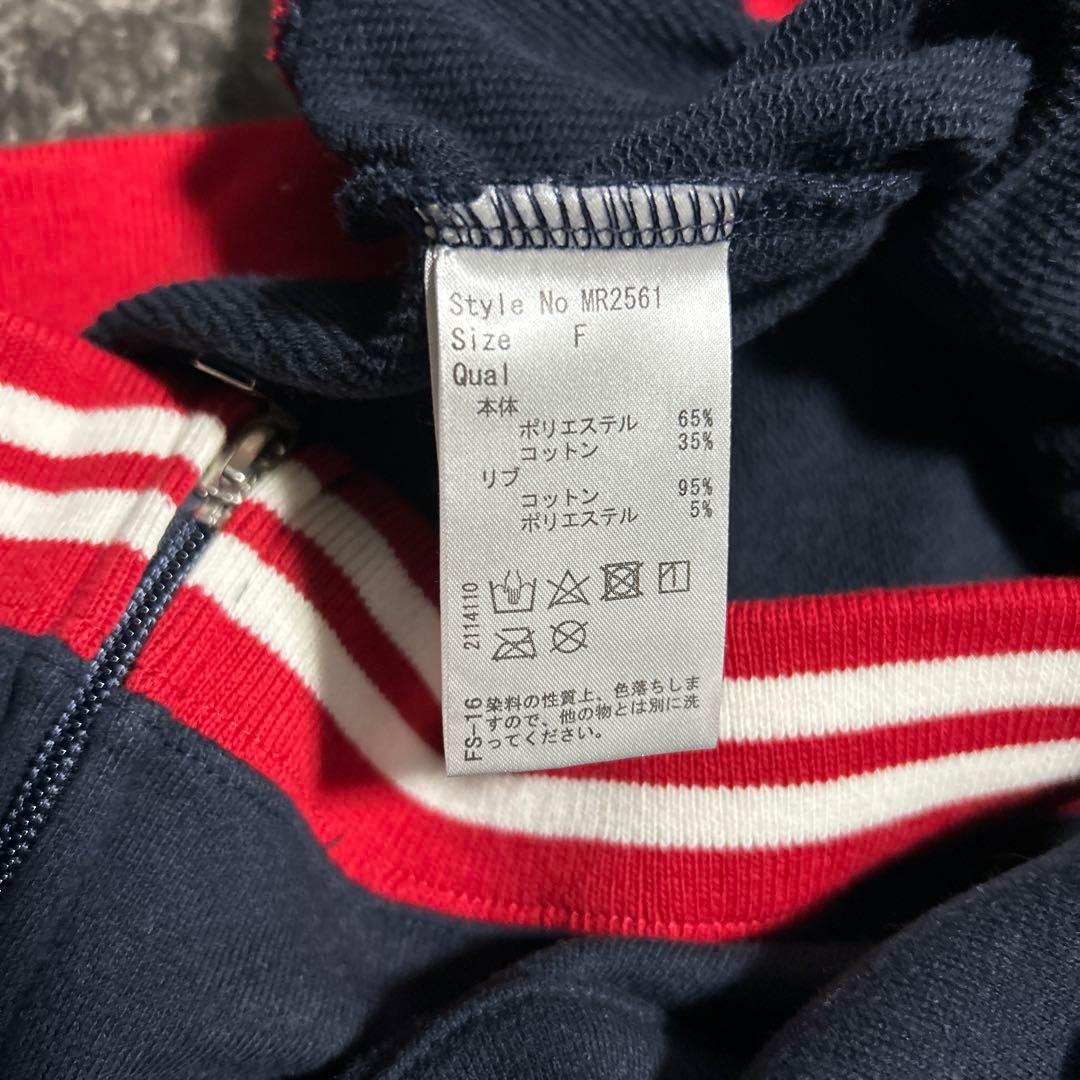 Style No MR2561
Size F
Qual
本体
ポリエステル 65%
コットン 35%
リブ
コットン 95%
ポリエステル 5%
2114110
FS-16
染料の性質上、色落ちしま
すので、他の物とは別に洗
ってください。